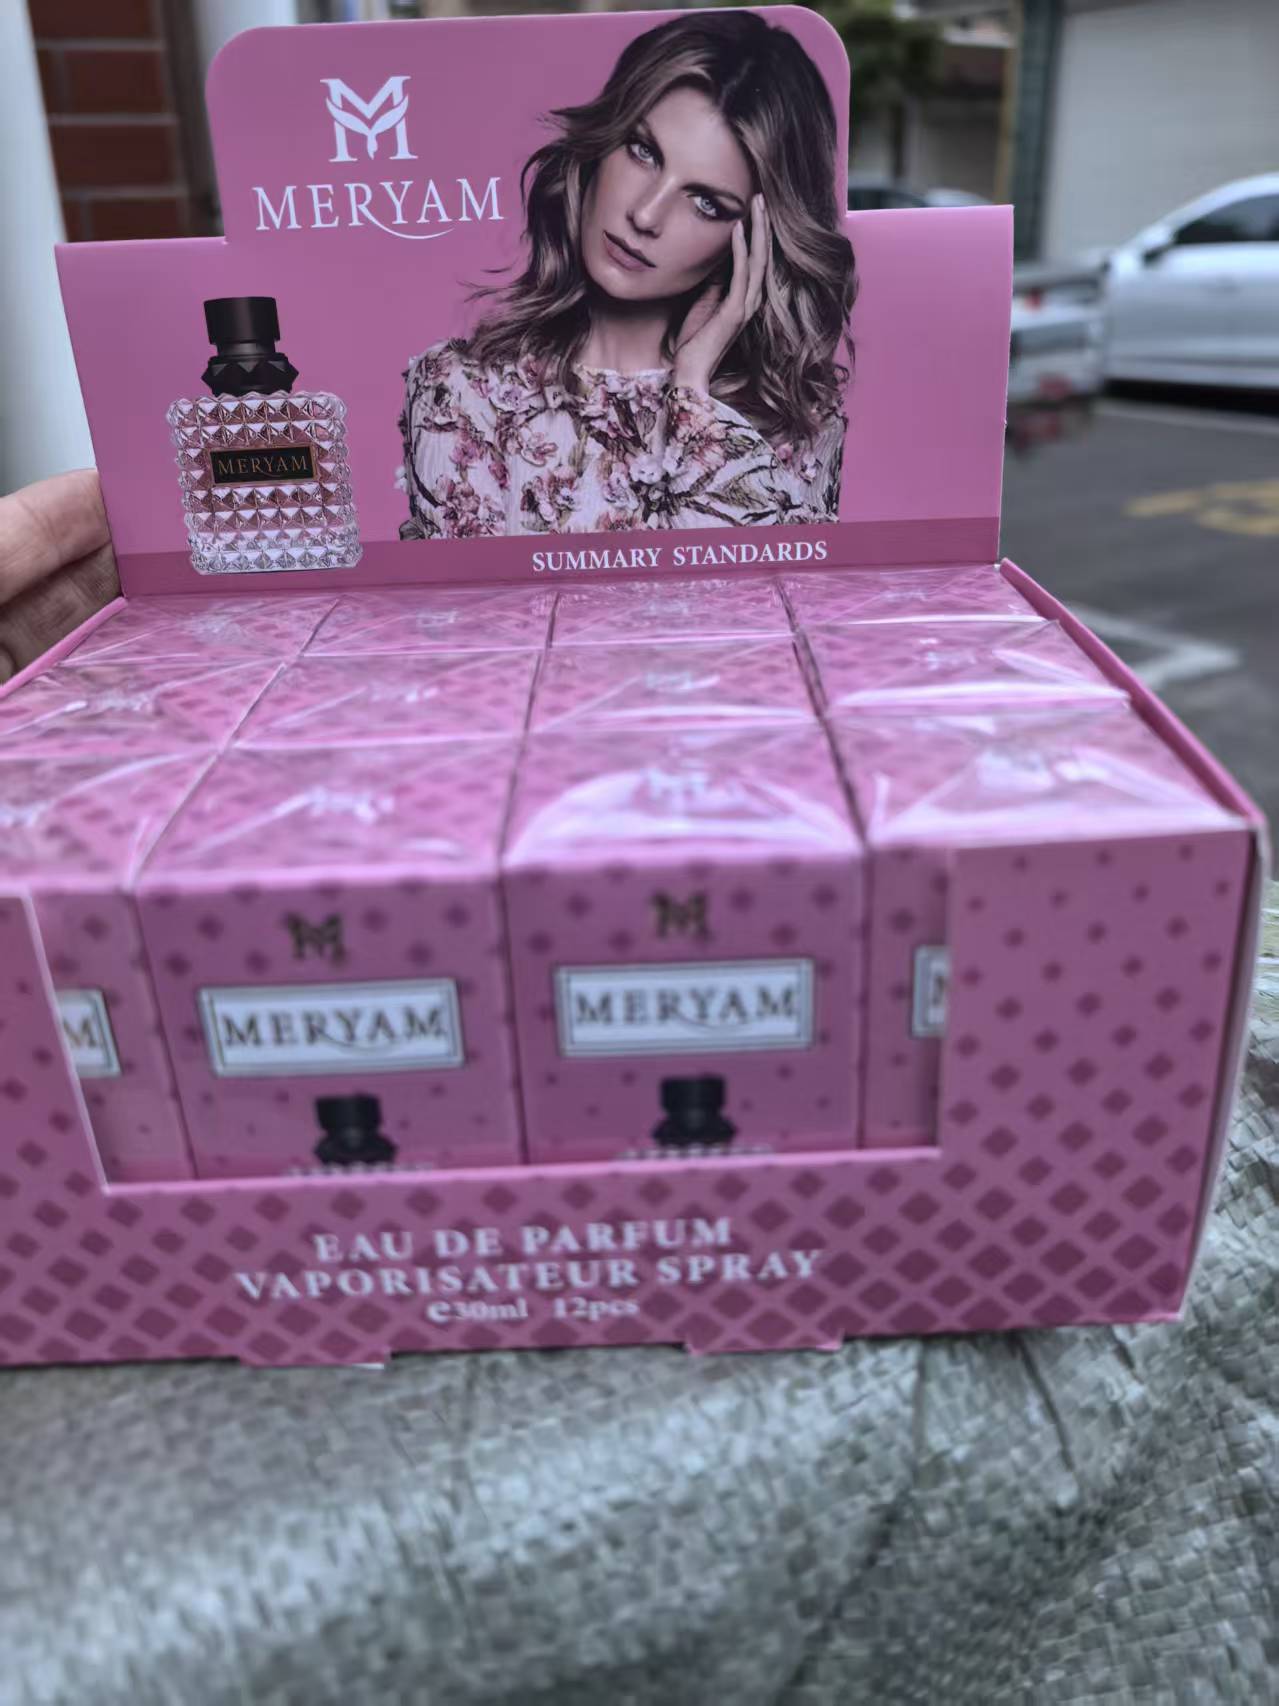 M
MERYAM
MERYAM
SUMMARY STANDARDS
M
M
MERYAM
MERYAM
EAU DE PARFUM
VAPORISATEUR SPRAY
e30ml 12pcs